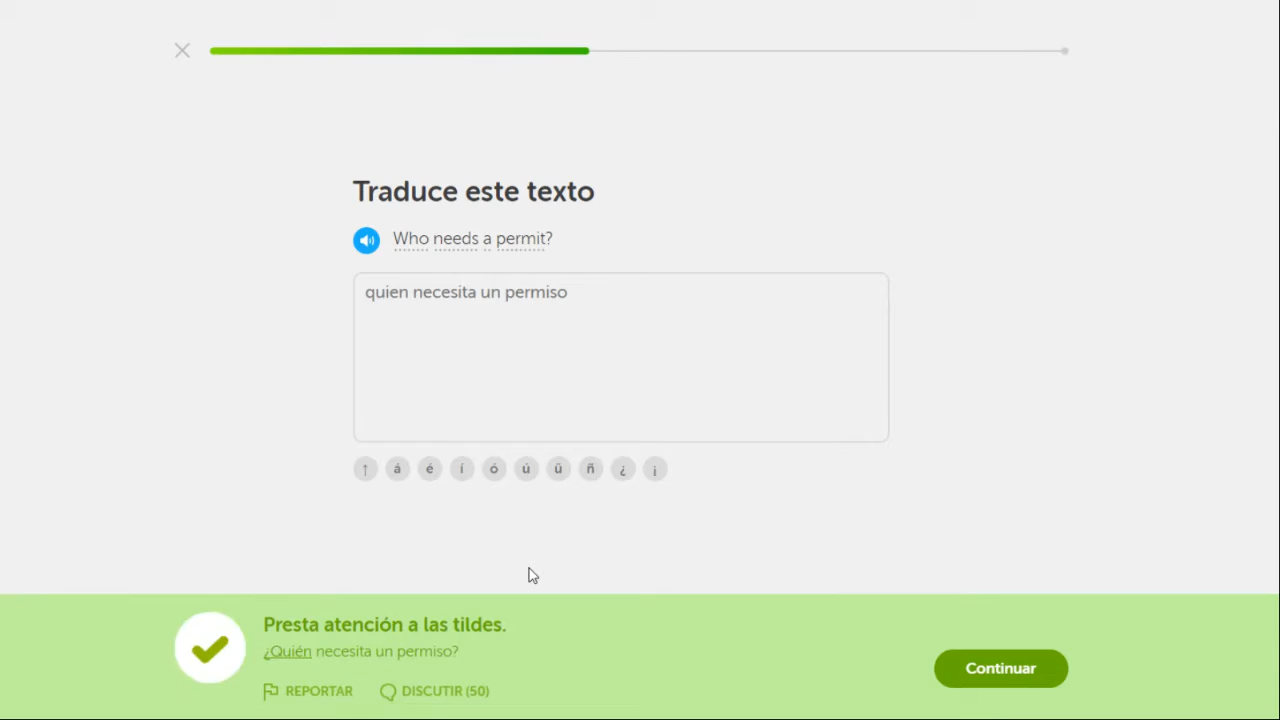 Traduce este texto
Who needs a permit?
quien necesita un permiso
↑ á é í ó ú ü ñ ¿ ¡
Presta atención a las tildes.
¿Quién necesita un permiso?
Continuar
REPORTAR DISCUTIR (50)